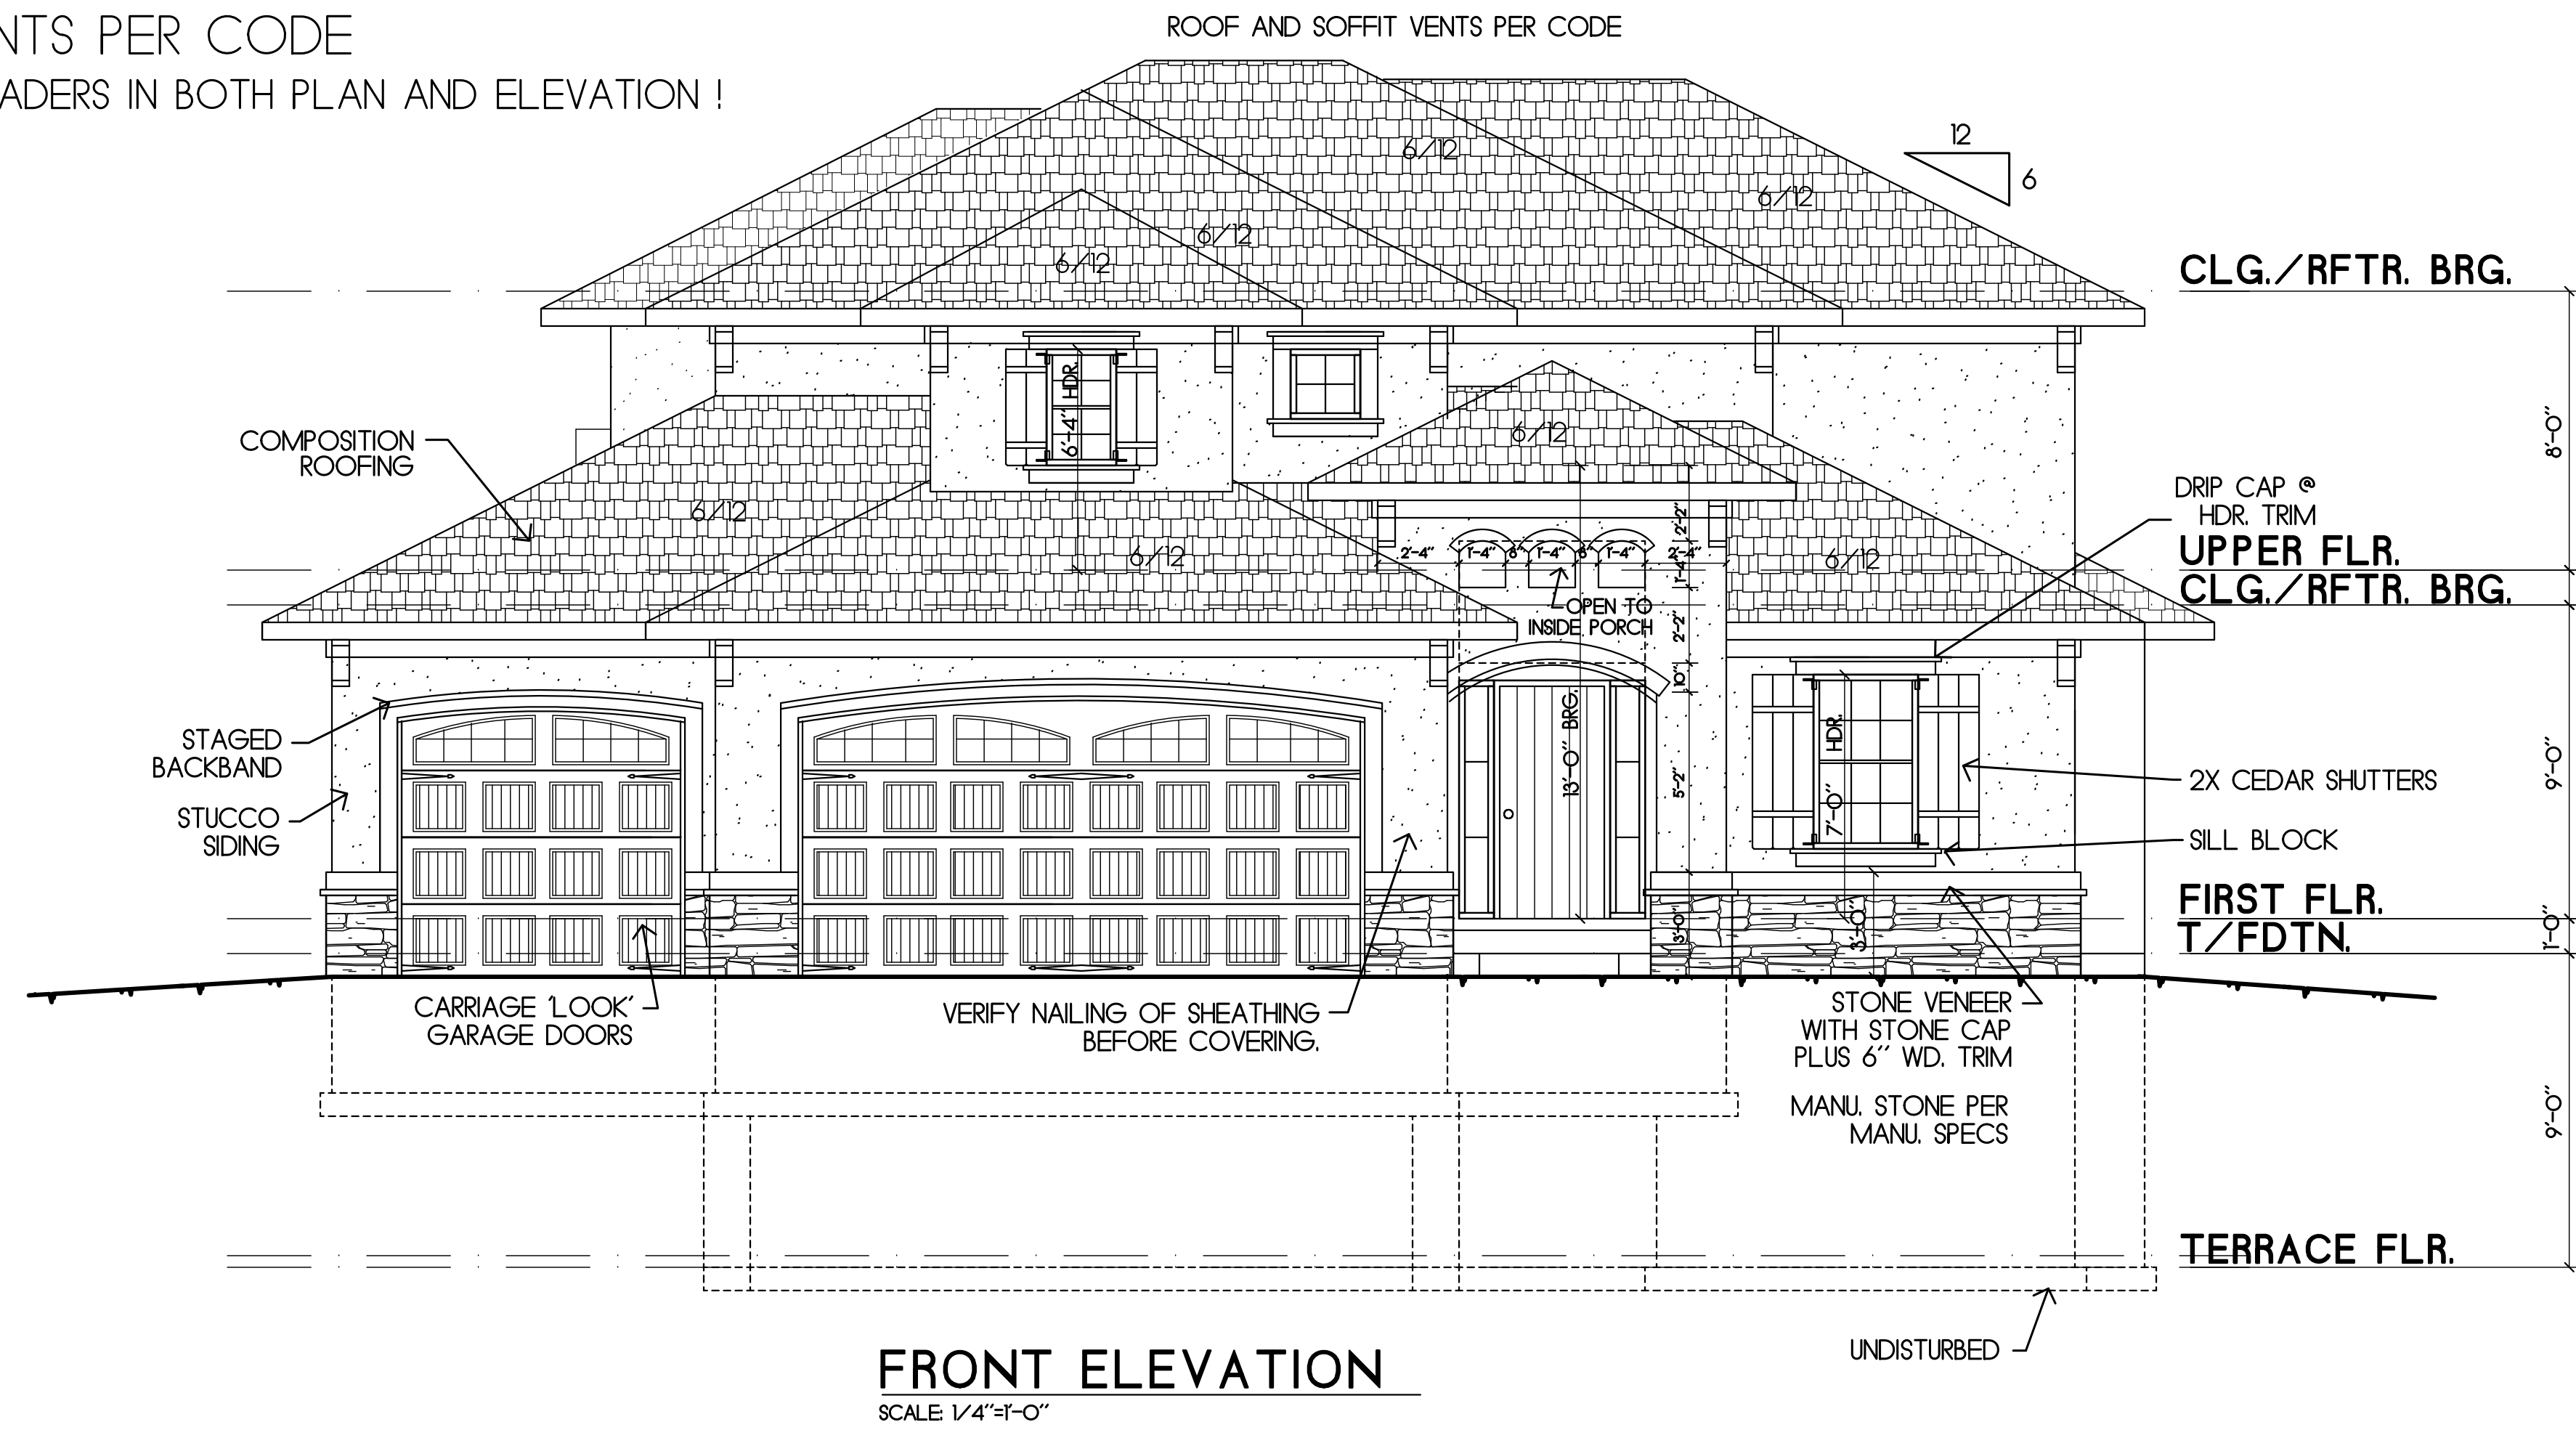 NTS PER CODE
ADERS IN BOTH PLAN AND ELEVATION !
ROOF AND SOFFIT VENTS PER CODE
12
6
6/12
6/12
6/12
6/12
CLG./RFTR. BRG.
8'-0"
6'-4" HDR.
COMPOSITION
ROOFING
6/12
6/12
6/12
6/12
DRIP CAP @
HDR. TRIM
UPPER FLR.
CLG./RFTR. BRG.
2'-4"
1'-4"
8"
1'-4"
8"
1'-4"
2'-4"
2'-2"
1'-4"
2'-2"
10"
5'-2"
3'-0"
OPEN TO
INSIDE PORCH
13'-0" BRG.
7'-0" HDR.
3'-0"
9'-0"
STAGED
BACKBAND
STUCCO
SIDING
2X CEDAR SHUTTERS
SILL BLOCK
FIRST FLR.
T/FDTN.
1'-0"
CARRIAGE 'LOOK'
GARAGE DOORS
VERIFY NAILING OF SHEATHING
BEFORE COVERING.
STONE VENEER
WITH STONE CAP
PLUS 6" WD. TRIM
MANU. STONE PER
MANU. SPECS
9'-0"
TERRACE FLR.
UNDISTURBED
FRONT ELEVATION
SCALE: 1/4"=1'-0"